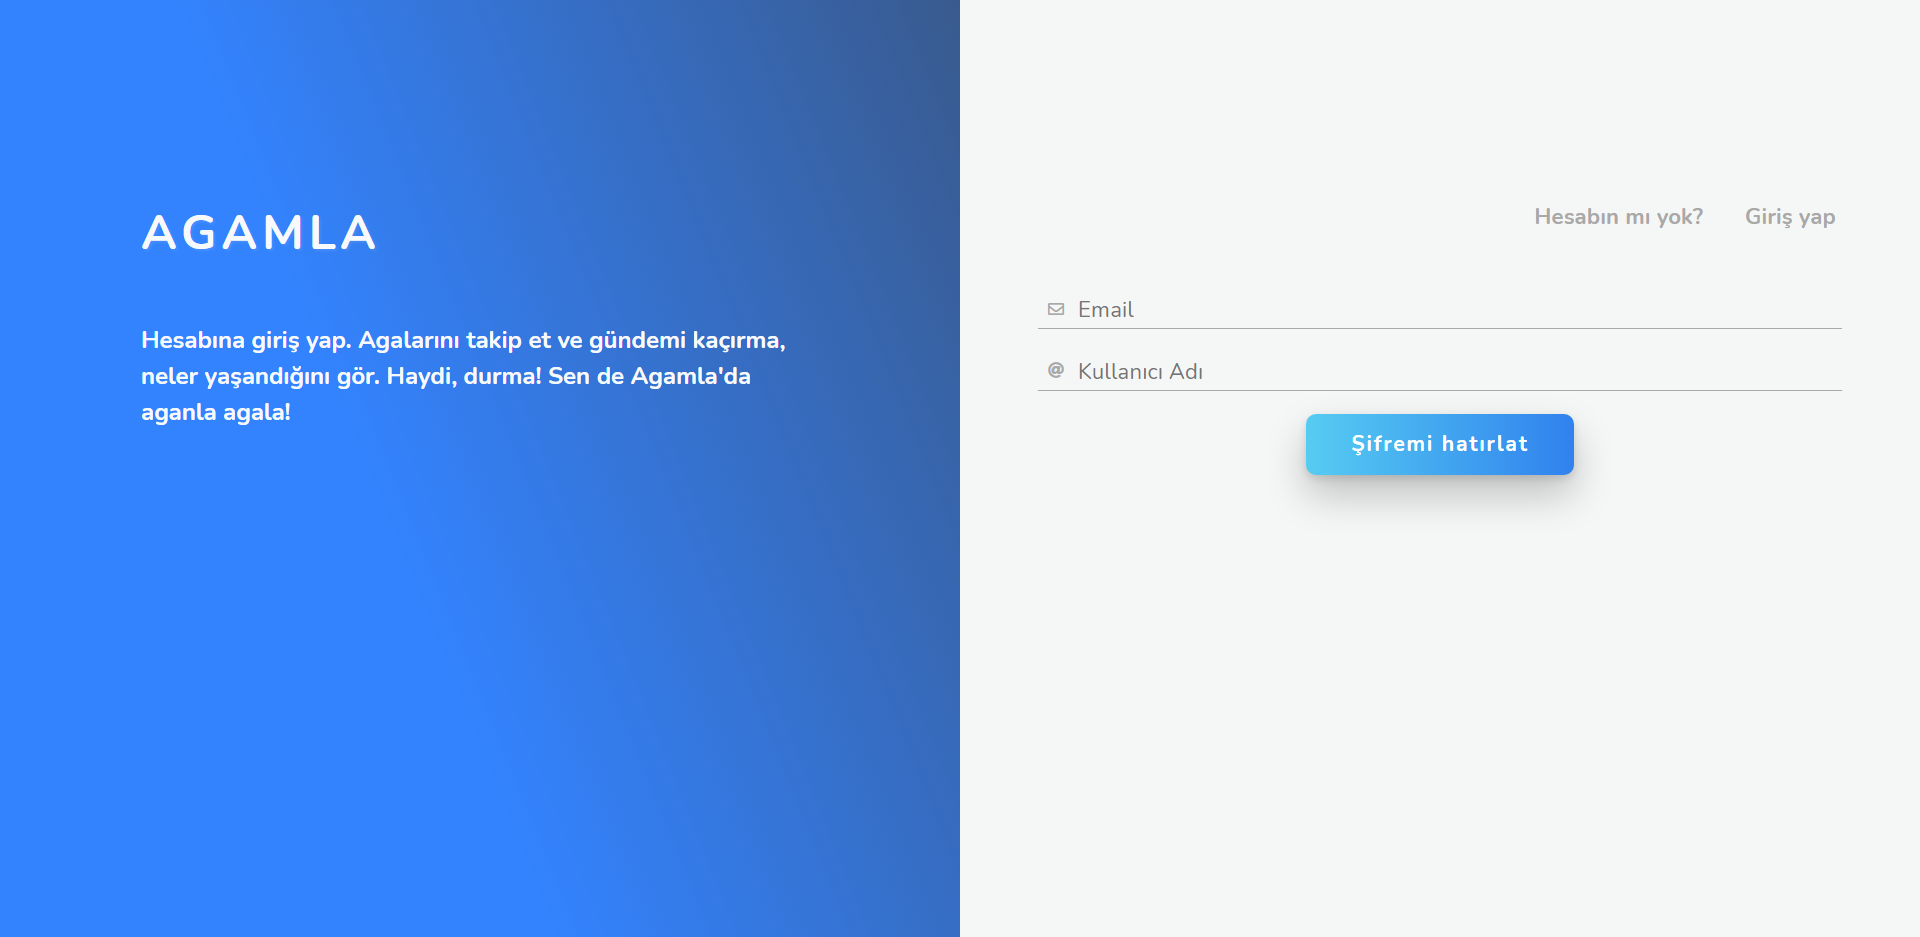 AGAMLA
Hesabına giriş yap. Agalarını takip et ve gündemi kaçırma,
neler yaşandığını gör. Haydi, durma! Sen de Agamla'da
aganla agala!
Hesabın mı yok? Giriş yap
Email
@ Kullanıcı Adı
Şifremi hatırlat